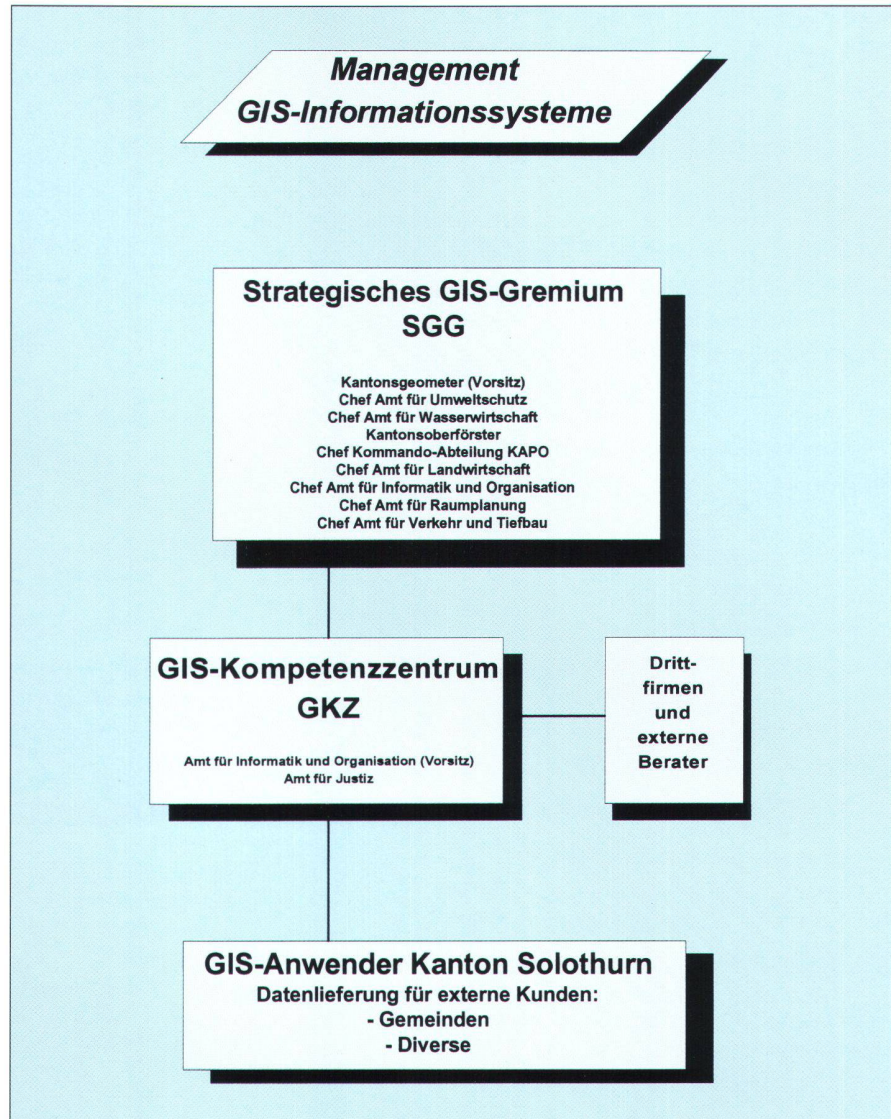 Management
GIS-Informationssysteme
Strategisches GIS-Gremium
SGG
Kantonsgeometer (Vorsitz)
Chef Amt für Umweltschutz
Chef Amt für Wasserwirtschaft
Kantonsoberförster
Chef Kommando-Abteilung KAPO
Chef Amt für Landwirtschaft
Chef Amt für Informatik und Organisation
Chef Amt für Raumplanung
Chef Amt für Verkehr und Tiefbau
GIS-Kompetenzzentrum
GKZ
Amt für Informatik und Organisation (Vorsitz)
Amt für Justiz
Dritt-
firmen
und
externe
Berater
GIS-Anwender Kanton Solothurn
Datenlieferung für externe Kunden:
- Gemeinden
- Diverse